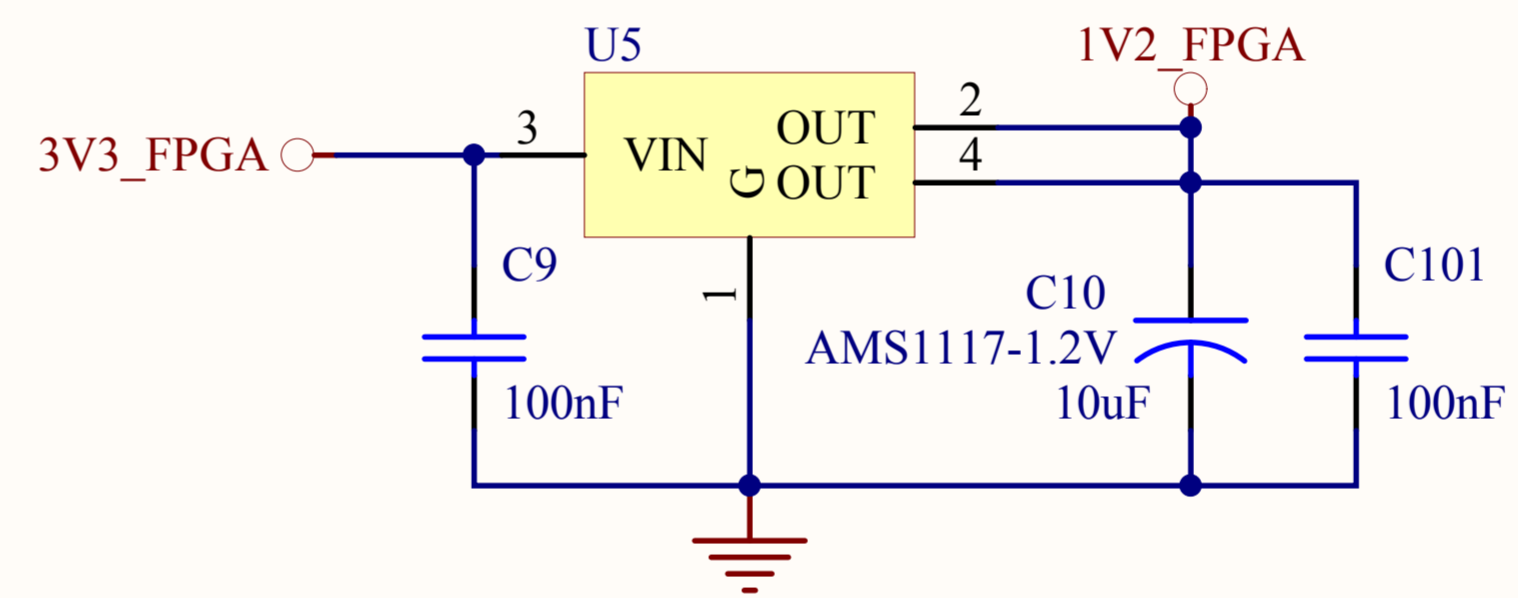 U5
1V2_FPGA
3V3_FPGA
3
VIN
G
OUT
OUT
2
4
1
C9
100nF
C10
AMS1117-1.2V
10uF
C101
100nF